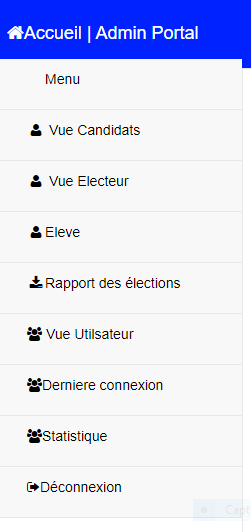 Accueil | Admin Portal
Menu
Vue Candidats
Vue Electeur
Eleve
Rapport des élections
Vue Utilsateur
Derniere connexion
Statistique
Déconnexion